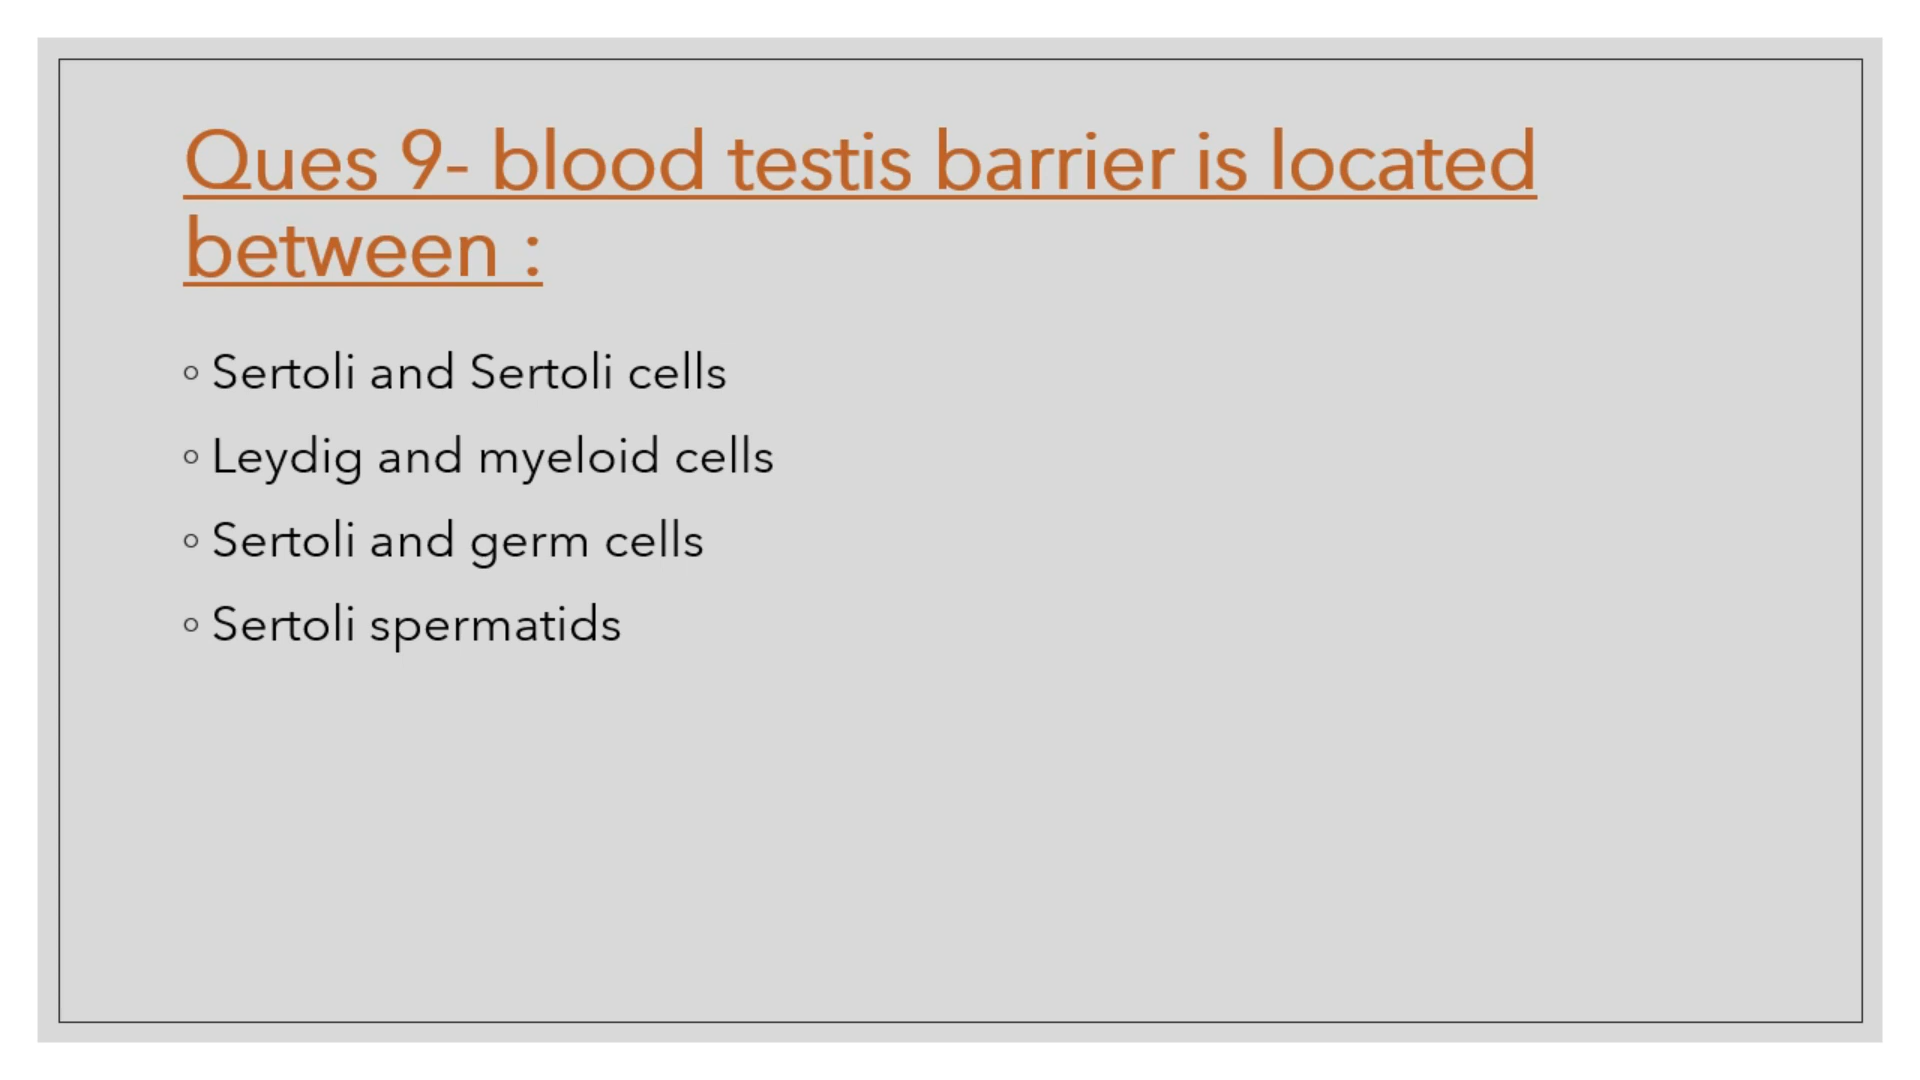 Ques 9- blood testis barrier is located
between :
◦ Sertoli and Sertoli cells
◦ Leydig and myeloid cells
◦ Sertoli and germ cells
◦ Sertoli spermatids